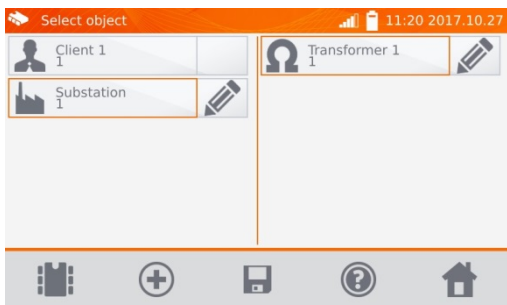 Select object
11:20 2017.10.27
Client 1
1
Substation
1
Transformer 1
1